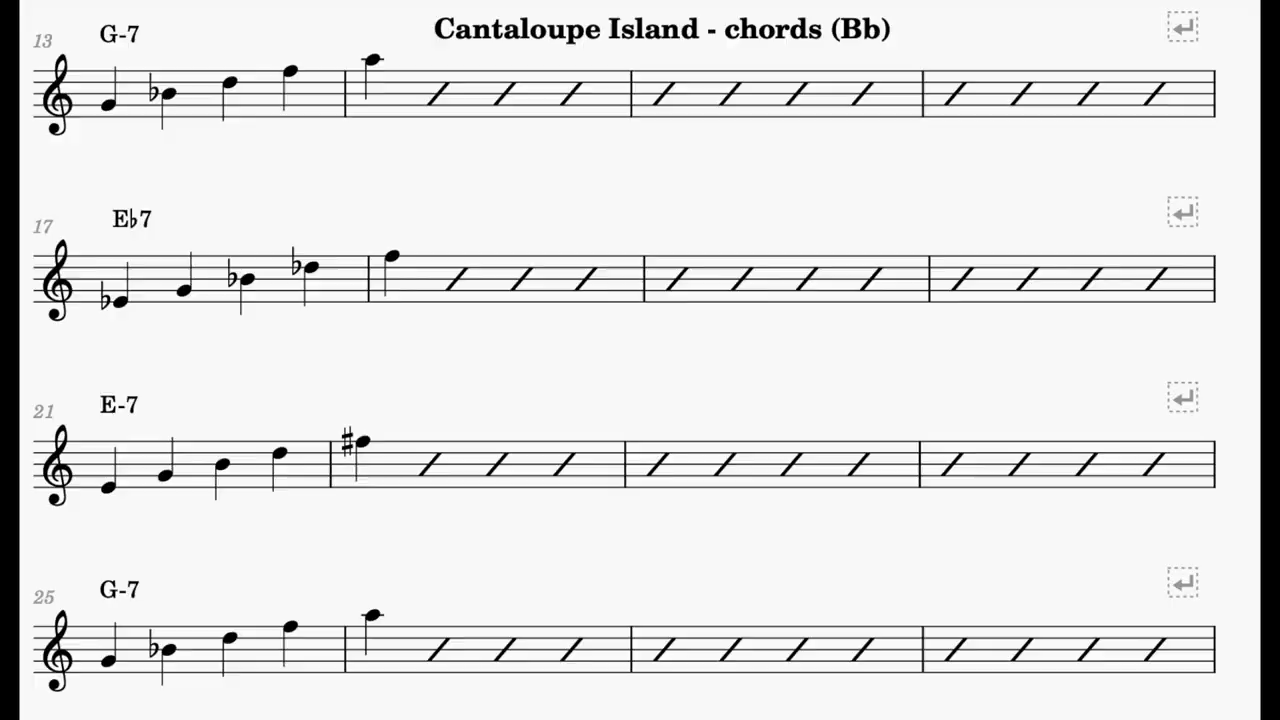 Cantaloupe Island - chords (Bb)
13
G-7
17
E♭7
21
E-7
25
G-7